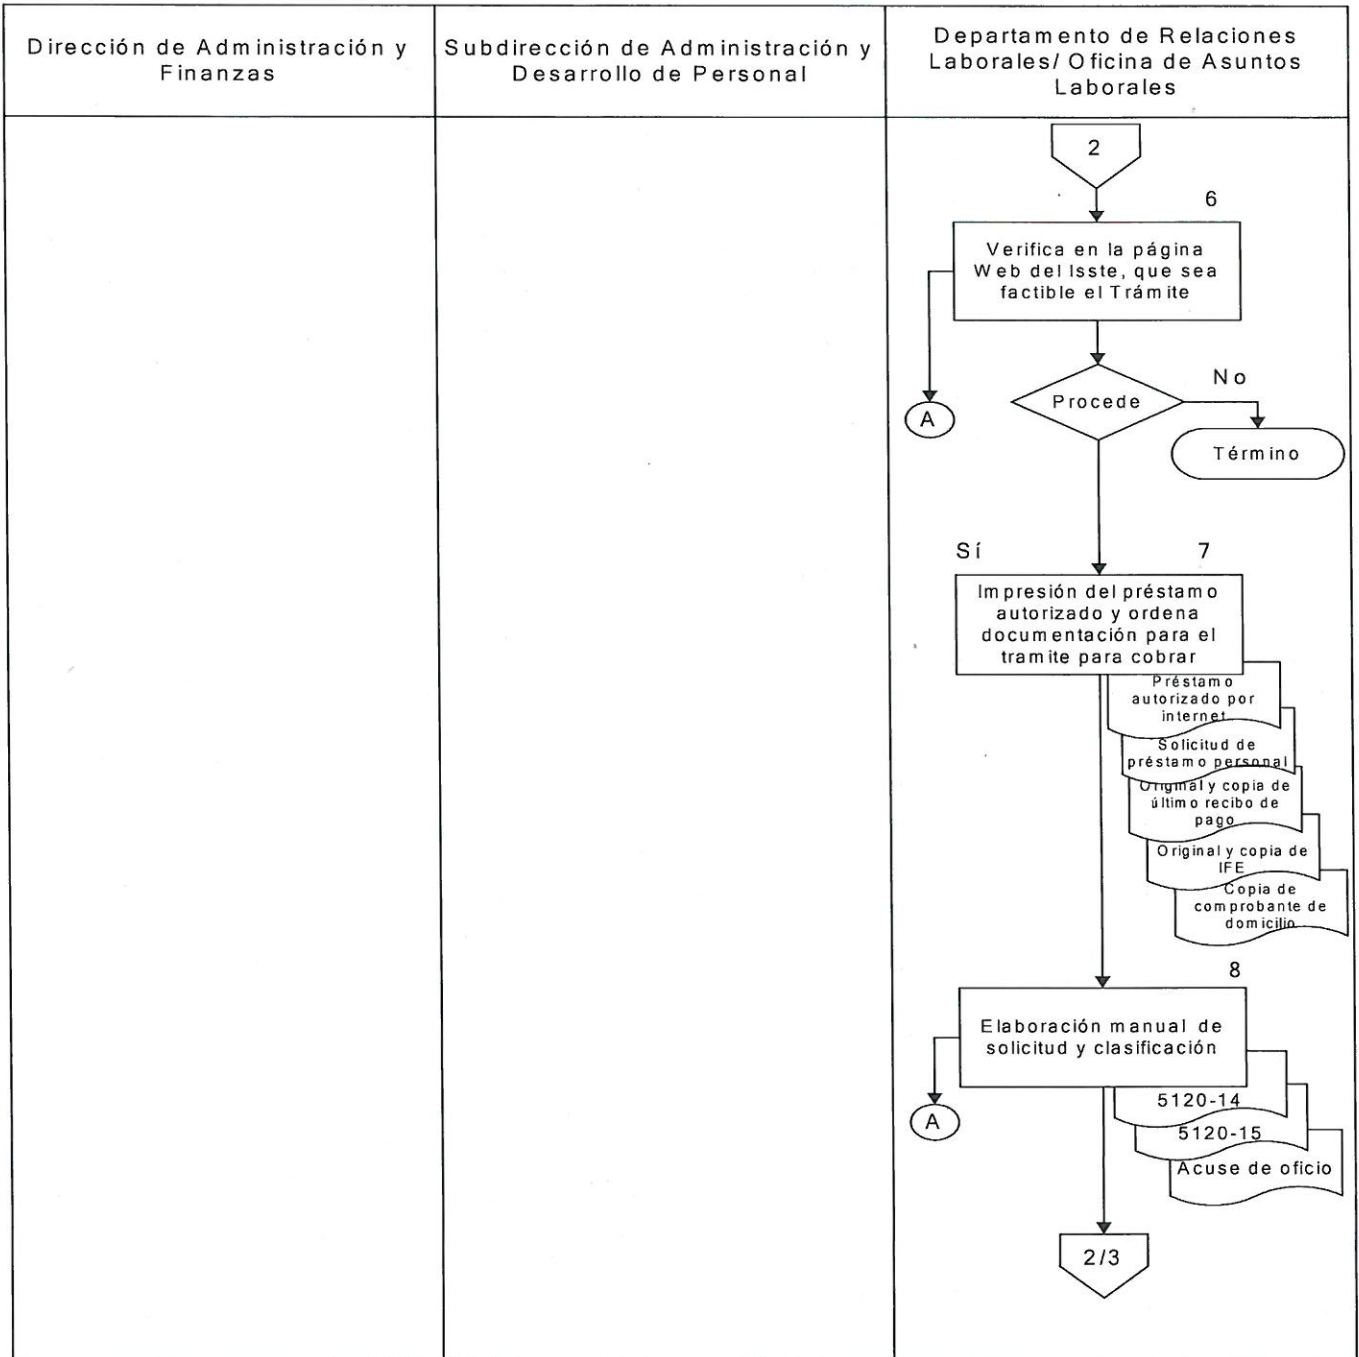 Dirección de Administración y
Finanzas
Subdirección de Administración y
Desarrollo de Personal
Departamento de Relaciones
Laborales/ Oficina de Asuntos
Laborales
2
6
Verifica en la página
Web del Isste, que sea
factible el Trámite
A
Procede
No
Término
Sí
7
Impresión del préstamo
autorizado y ordena
documentación para el
tramite para cobrar
Préstamo
autorizado por
internet
Solicitud de
préstamo personal
Original y copia de
último recibo de
pago
Original y copia de
IFE
Copia de
comprobante de
domicilio
8
Elaboración manual de
solicitud y clasificación
A
5120-14
5120-15
Acuse de oficio
2/3